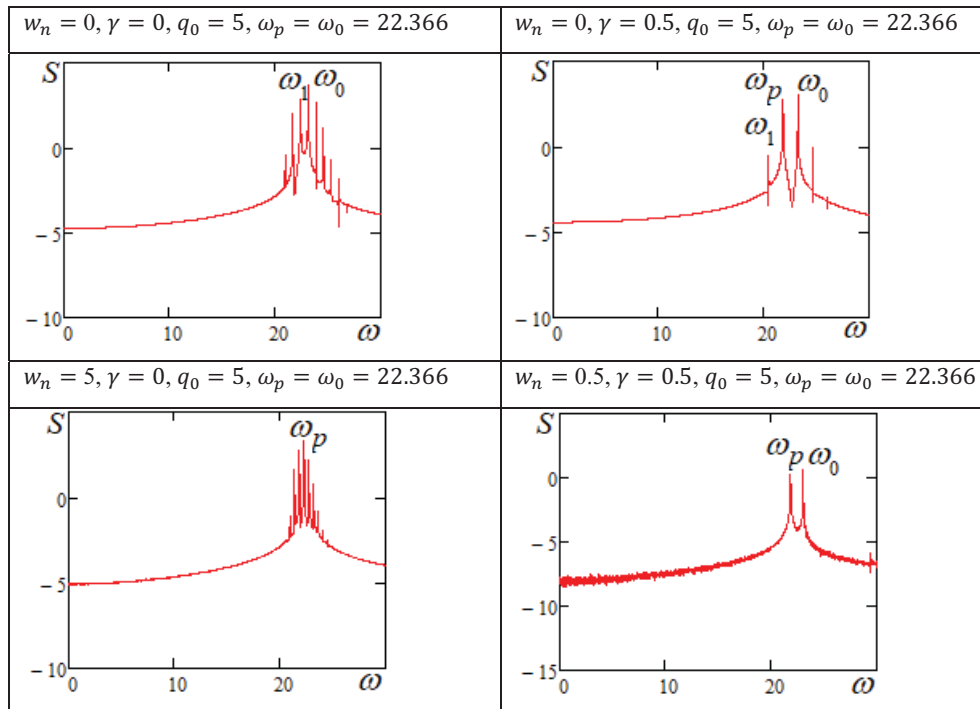 w_n = 0, γ = 0, q_0 = 5, ω_p = ω_0 = 22.366
w_n = 0, γ = 0.5, q_0 = 5, ω_p = ω_0 = 22.366
S
ω_1 ω_0
0
−5
−10
0 10 20 ω
S
ω_p ω_0
ω_1
0
−5
−10
0 10 20 ω
w_n = 5, γ = 0, q_0 = 5, ω_p = ω_0 = 22.366
w_n = 0.5, γ = 0.5, q_0 = 5, ω_p = ω_0 = 22.366
S
ω_p
0
−5
−10
0 10 20 ω
S
ω_p ω_0
0
−5
−10
−15
0 10 20 ω